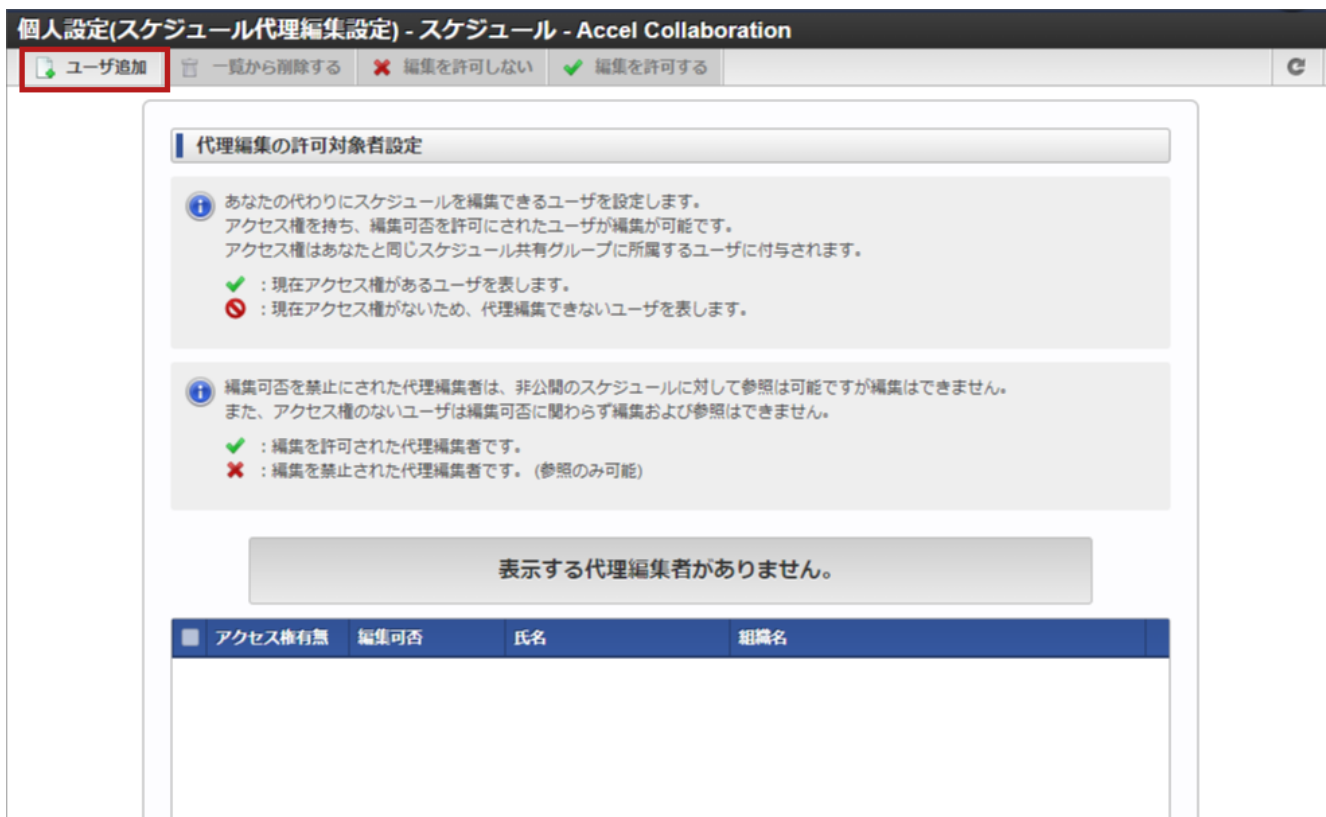 個人設定(スケジュール代理編集設定) - スケジュール - Accel Collaboration
ユーザ追加 一覧から削除する 編集を許可しない 編集を許可する
代理編集の許可対象者設定
あなたの代わりにスケジュールを編集できるユーザを設定します。
アクセス権を持ち、編集可否を許可にされたユーザが編集が可能です。
アクセス権はあなたと同じスケジュール共有グループに所属するユーザに付与されます。
：現在アクセス権があるユーザを表します。
：現在アクセス権がないため、代理編集できないユーザを表します。
編集可否を禁止にされた代理編集者は、非公開のスケジュールに対して参照は可能ですが編集はできません。
また、アクセス権のないユーザは編集可否に関わらず編集および参照はできません。
：編集を許可された代理編集者です。
：編集を禁止された代理編集者です。 (参照のみ可能)
表示する代理編集者がありません。
アクセス権有無 編集可否 氏名 組織名